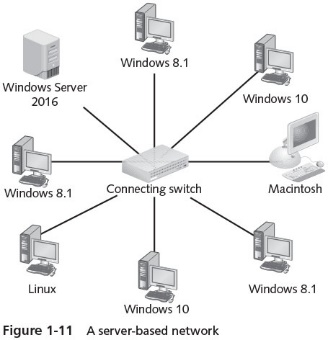 Windows 8.1
Windows Server
2016
Windows 10
Windows 8.1
Connecting switch
Macintosh
Linux
Windows 10
Windows 8.1
Figure 1-11 A server-based network